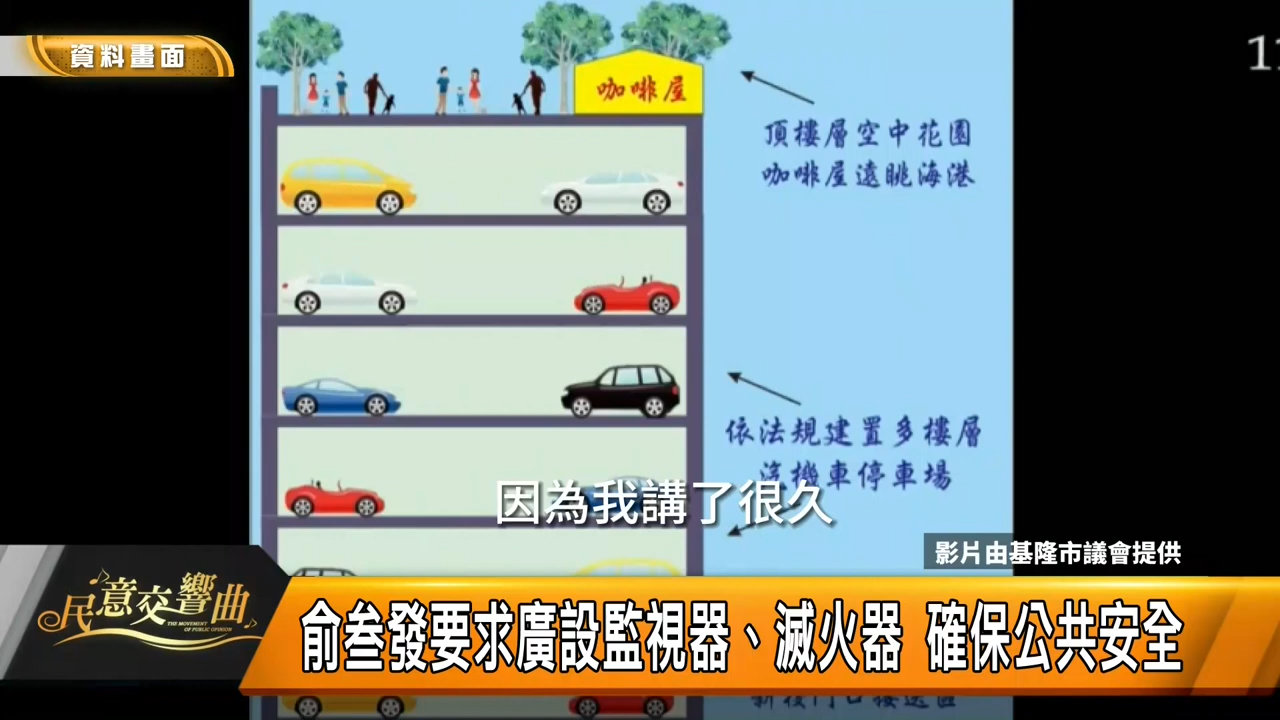 資料畫面
11
咖啡屋
頂樓層空中花園
咖啡屋遠眺海港
依法規建置多樓層
汽機車停車場
因為我講了很久
影片由基隆市議會提供
民意交響曲
THE MOVEMENT
OF PUBLIC OPINION
俞叁發要求廣設監視器、滅火器 確保公共安全